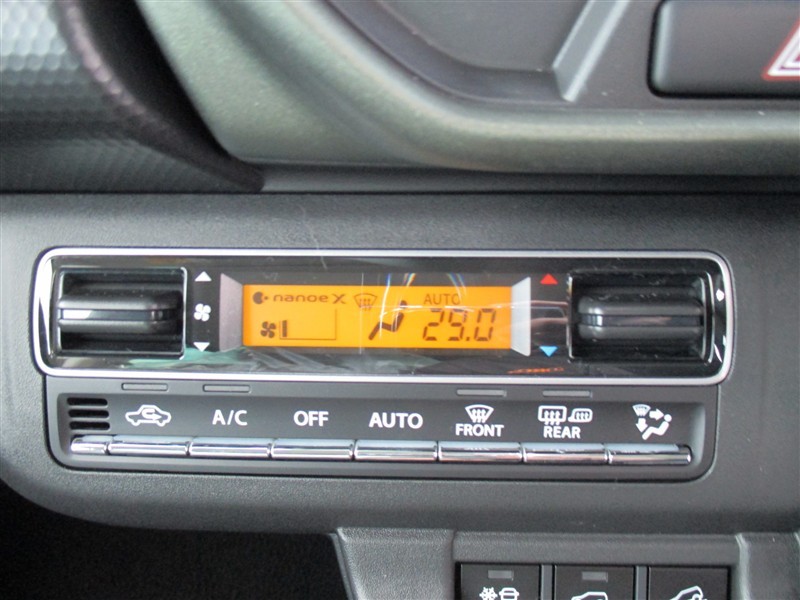 nanoe X
AUTO
29.0
A/C OFF AUTO FRONT REAR